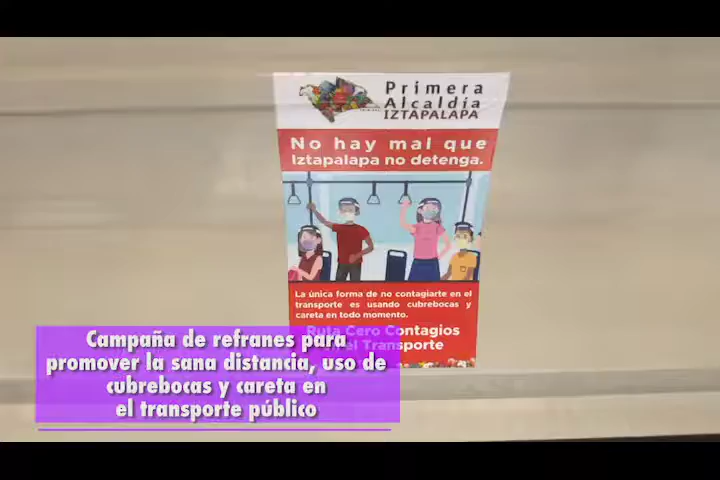 Primera
Alcaldía
IZTAPALAPA
No hay mal que
Iztapalapa no detenga.
La única forma de no contagiarte en el
transporte es usando cubrebocas y
careta en todo momento.
Ruta Cero Contagios
en el Transporte
Campaña de refranes para
promover la sana distancia, uso de
cubrebocas y careta en
el transporte público